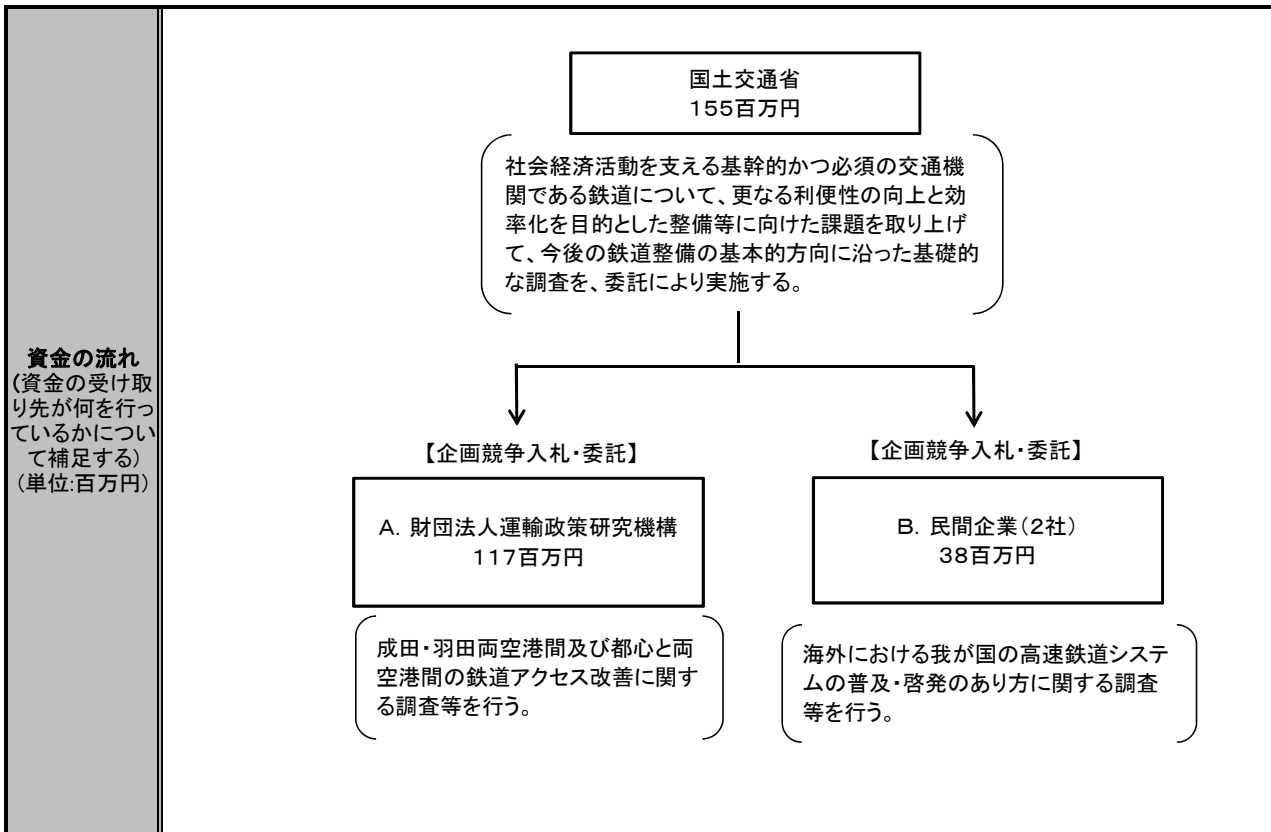 資金の流れ
(資金の受け取
り先が何を行っ
ているかについ
て補足する)
(単位:百万円)
国土交通省
155百万円
社会経済活動を支える基幹的かつ必須の交通機
関である鉄道について、更なる利便性の向上と効
率化を目的とした整備等に向けた課題を取り上げ
て、今後の鉄道整備の基本的方向に沿った基礎的
な調査を、委託により実施する。
【企画競争入札・委託】
A. 財団法人運輸政策研究機構
117百万円
成田・羽田両空港間及び都心と両
空港間の鉄道アクセス改善に関す
る調査等を行う。
【企画競争入札・委託】
B. 民間企業(2社)
38百万円
海外における我が国の高速鉄道システ
ムの普及・啓発のあり方に関する調査
等を行う。